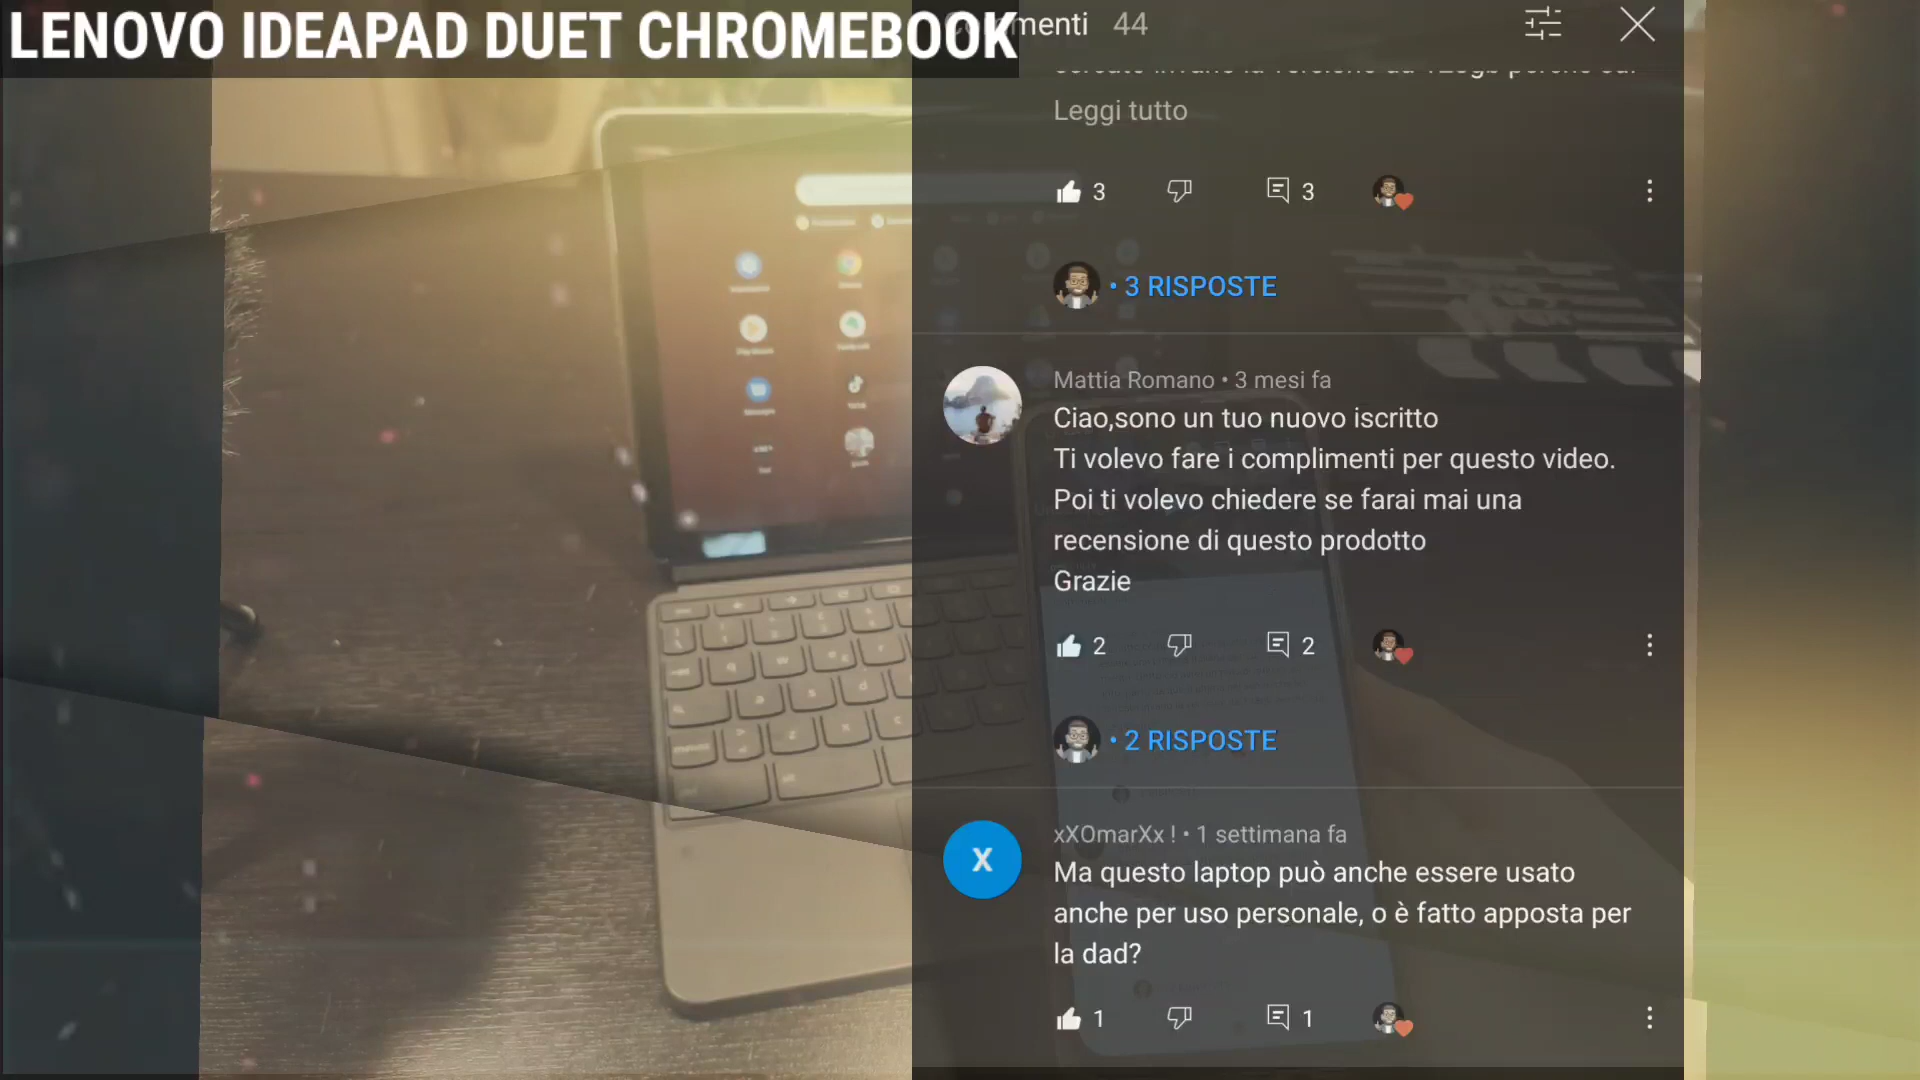 LENOVO IDEAPAD DUET CHROMEBOOK
menti 44
Leggi tutto
3
3
• 3 RISPOSTE
Mattia Romano • 3 mesi fa
Ciao,sono un tuo nuovo iscritto
Ti volevo fare i complimenti per questo video.
Poi ti volevo chiedere se farai mai una
recensione di questo prodotto
Grazie
2
2
• 2 RISPOSTE
X
xXOmarXx ! • 1 settimana fa
Ma questo laptop può anche essere usato
anche per uso personale, o è fatto apposta per
la dad?
1
1